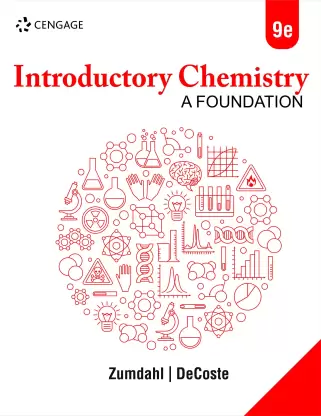 CENGAGE
9e
Introductory Chemistry
A FOUNDATION
Zumdahl | DeCoste